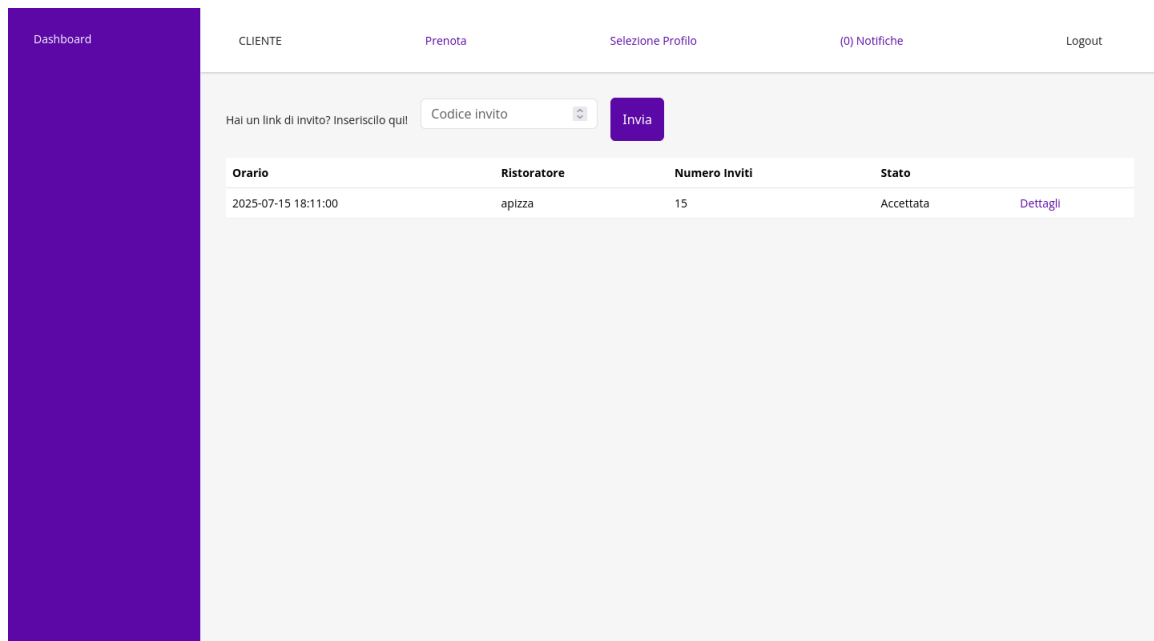 Dashboard
CLIENTE Prenota Selezione Profilo (0) Notifiche Logout
Hai un link di invito? Inseriscilo qui! Codice invito Invia
Orario Ristoratore Numero Inviti Stato
2025-07-15 18:11:00 apizza 15 Accettata Dettagli